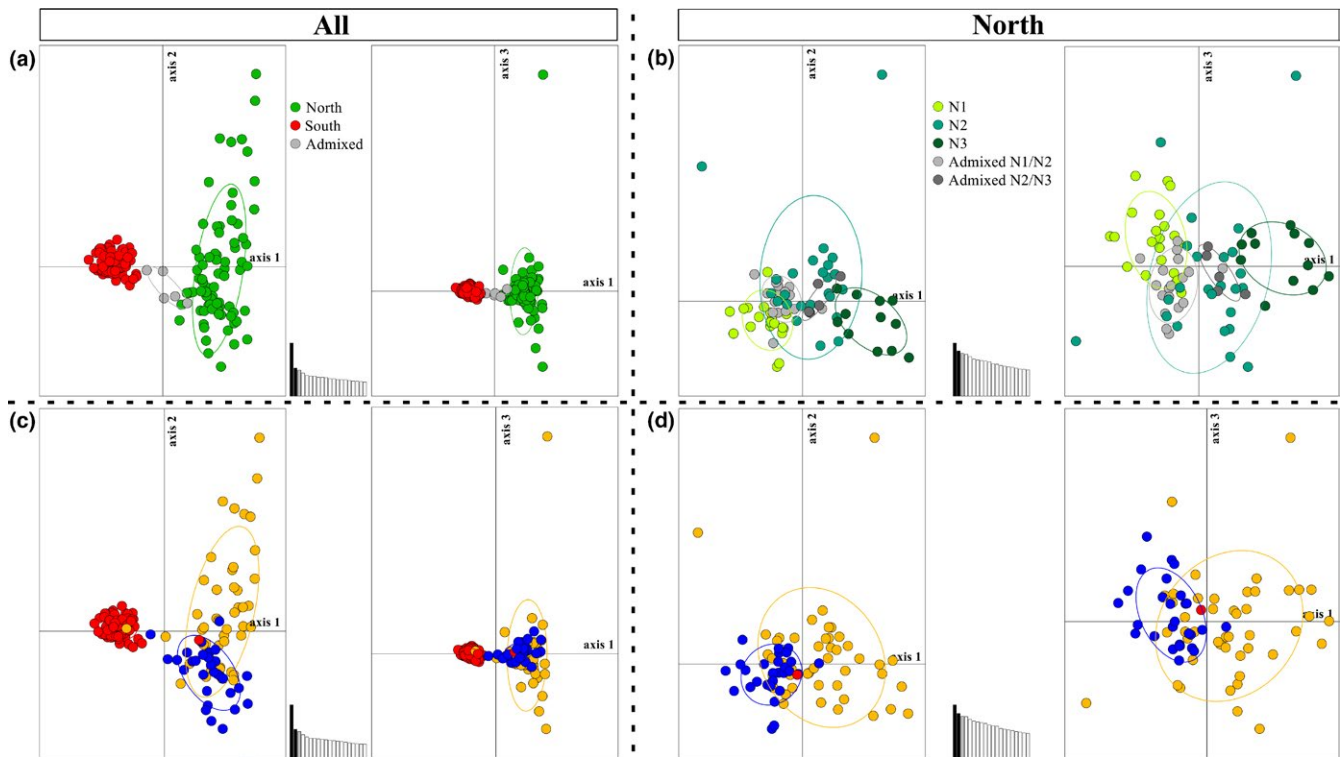 All
North
(a)
axis 2
axis 1
North
South
Admixed
axis 3
axis 1
(b)
axis 2
axis 1
N1
N2
N3
Admixed N1/N2
Admixed N2/N3
axis 3
axis 1
(c)
axis 2
axis 1
axis 3
axis 1
(d)
axis 2
axis 1
axis 3
axis 1